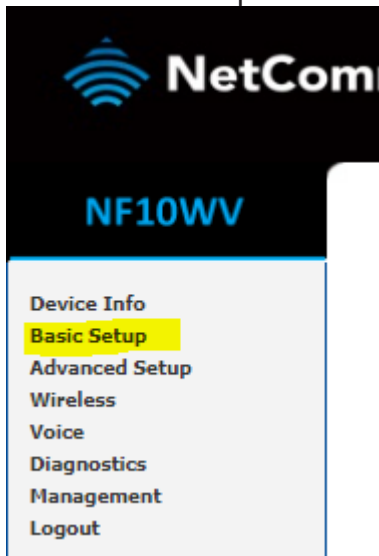 NetComm
NF10WV
Device Info
Basic Setup
Advanced Setup
Wireless
Voice
Diagnostics
Management
Logout